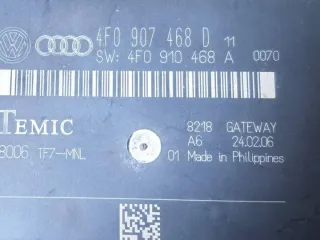 4F0 907 468 D 11
SW: 4F0 910 468 A 0070
TEMIC
8218 GATEWAY
8006 TF7-MNL
A6 24.02.06
01 Made in Philippines